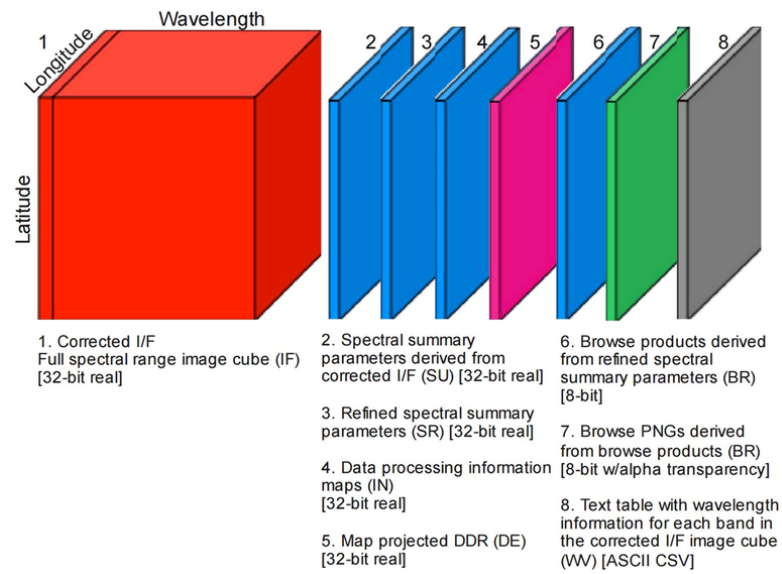 Wavelength
1
Longitude
2
3
4
5
6
7
8
Latitude
1. Corrected I/F
Full spectral range image cube (IF)
[32-bit real]
2. Spectral summary
parameters derived from
corrected I/F (SU) [32-bit real]
3. Refined spectral summary
parameters (SR) [32-bit real]
4. Data processing information
maps (IN)
[32-bit real]
5. Map projected DDR (DE)
[32-bit real]
6. Browse products derived
from refined spectral
summary parameters (BR)
[8-bit]
7. Browse PNGs derived
from browse products (BR)
[8-bit w/alpha transparency]
8. Text table with wavelength
information for each band in
the corrected I/F image cube
(WV) [ASCII CSV]